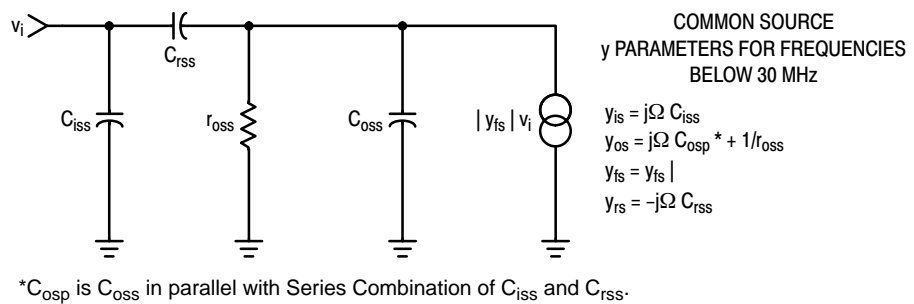 vi
Crss
Ciss
ross
Coss
| yfs | vi
COMMON SOURCE
y PARAMETERS FOR FREQUENCIES
BELOW 30 MHz
yis = jΩ Ciss
yos = jΩ Cosp * + 1/ross
yfs = yfs |
yrs = −jΩ Crss
*Cosp is Coss in parallel with Series Combination of Ciss and Crss.